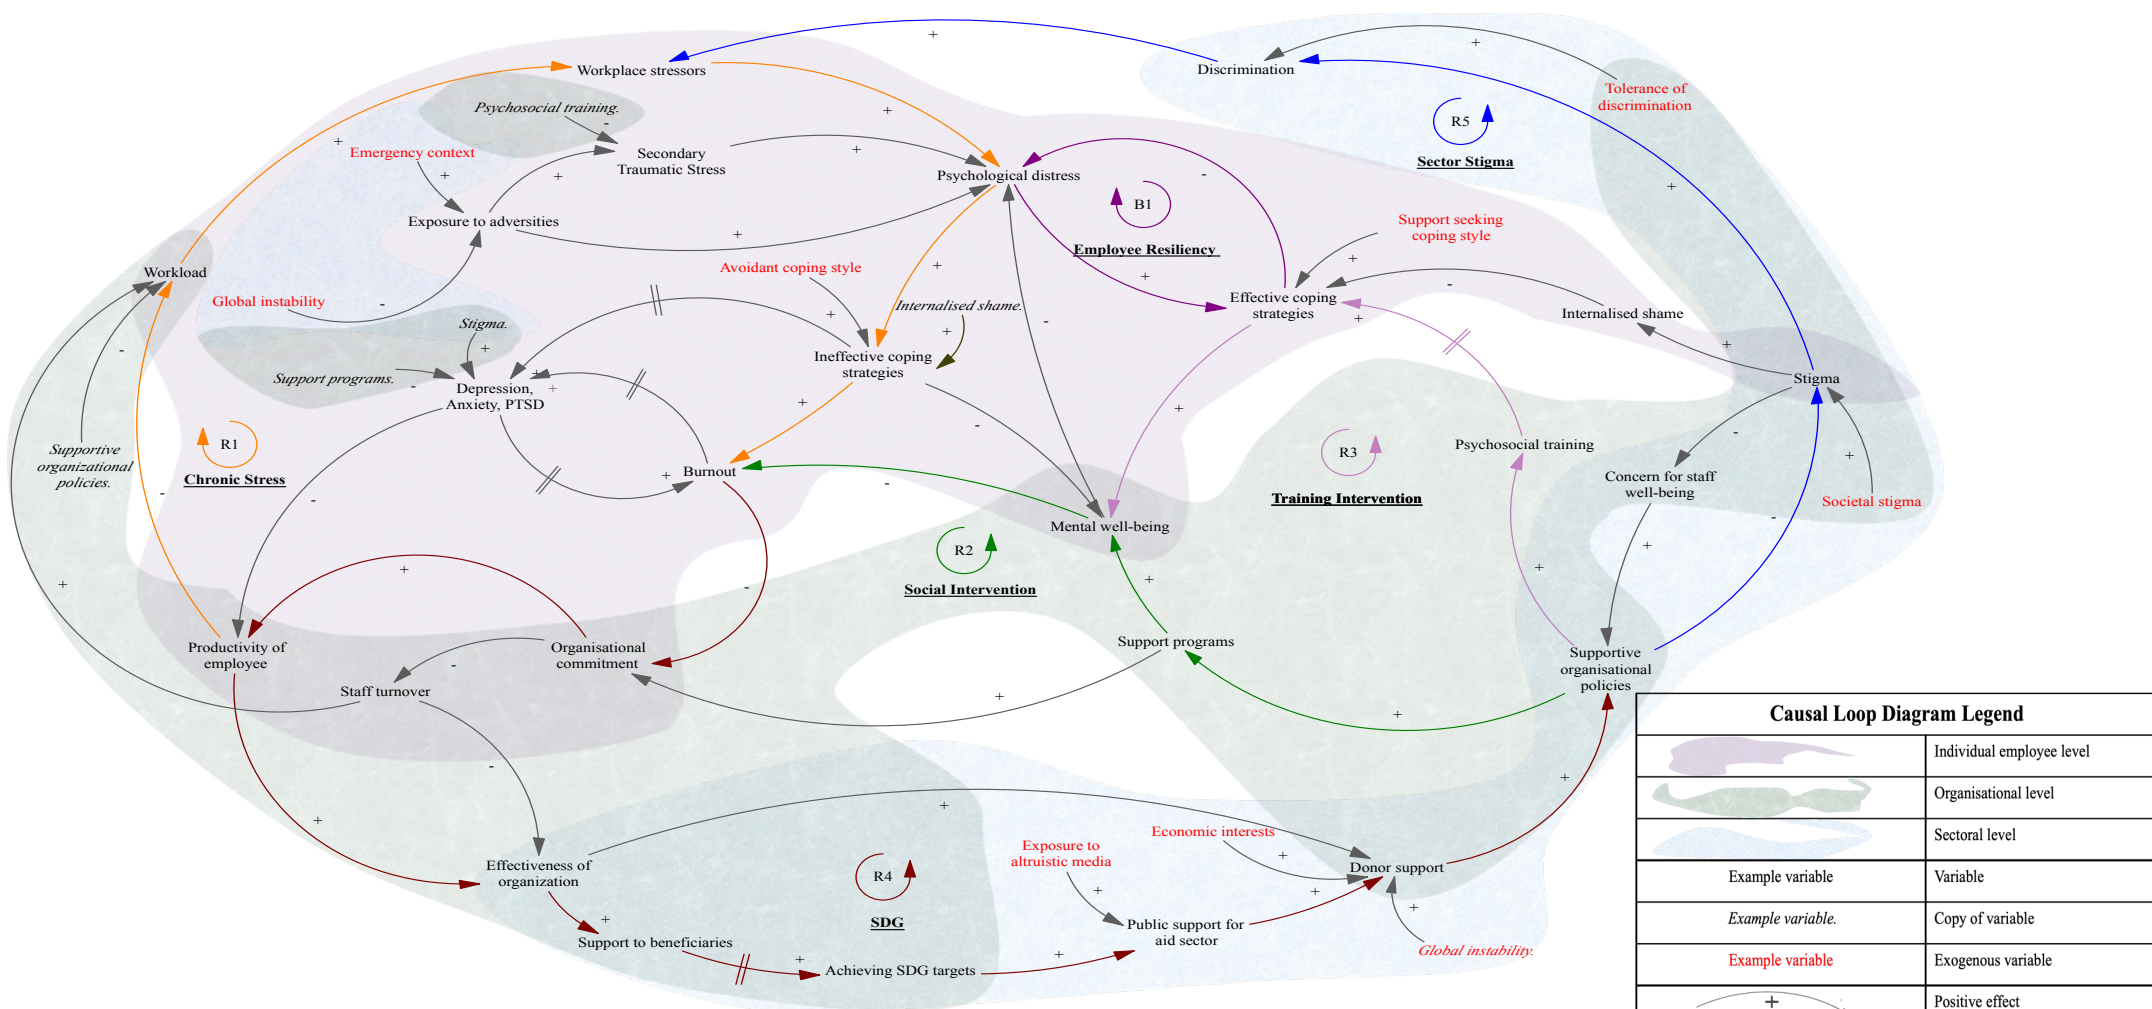 Workplace stressors
Discrimination
Tolerance of
discrimination
Psychosocial training.
R5
Sector Stigma
Emergency context
Secondary
Traumatic Stress
Psychological distress
Exposure to adversities
B1
Employee Resiliency
Support seeking
coping style
Workload
Global instability
Avoidant coping style
Internalised shame.
Effective coping
strategies
Internalised shame
Stigma.
Ineffective coping
strategies
Support programs.
Depression,
Anxiety, PTSD
Stigma
R1
Chronic Stress
Supportive
organizational
policies.
Burnout
R3
Training Intervention
Psychosocial training
Concern for staff
well-being
Societal stigma
Mental well-being
R2
Social Intervention
Productivity of
employee
Organisational
commitment
Support programs
Supportive
organisational
policies
Staff turnover
Effectiveness of
organization
R4
SDG
Exposure to
altruistic media
Economic interests
Donor support
Support to beneficiaries
Achieving SDG targets
Public support for
aid sector
Global instability.
Causal Loop Diagram Legend
Individual employee level
Organisational level
Sectoral level
Example variable Variable
Example variable. Copy of variable
Example variable Exogenous variable
+ Positive effect